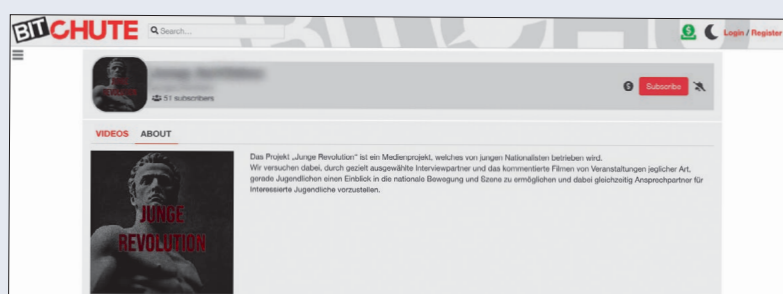 BITCHUTE
Search...
Login / Register
51 subscribers
Subscribe
VIDEOS ABOUT
JUNGE
REVOLUTION
Das Projekt „Junge Revolution“ ist ein Medienprojekt, welches von jungen Nationalisten betrieben wird.
Wir versuchen dabei, durch gezielt ausgewählte Interviewpartner und das kommentierte Filmen von Veranstaltungen jeglicher Art,
gerade Jugendlichen einen Einblick in die nationale Bewegung und Szene zu ermöglichen und dabei gleichzeitig Ansprechpartner für
Interessierte Jugendliche vorzustellen.